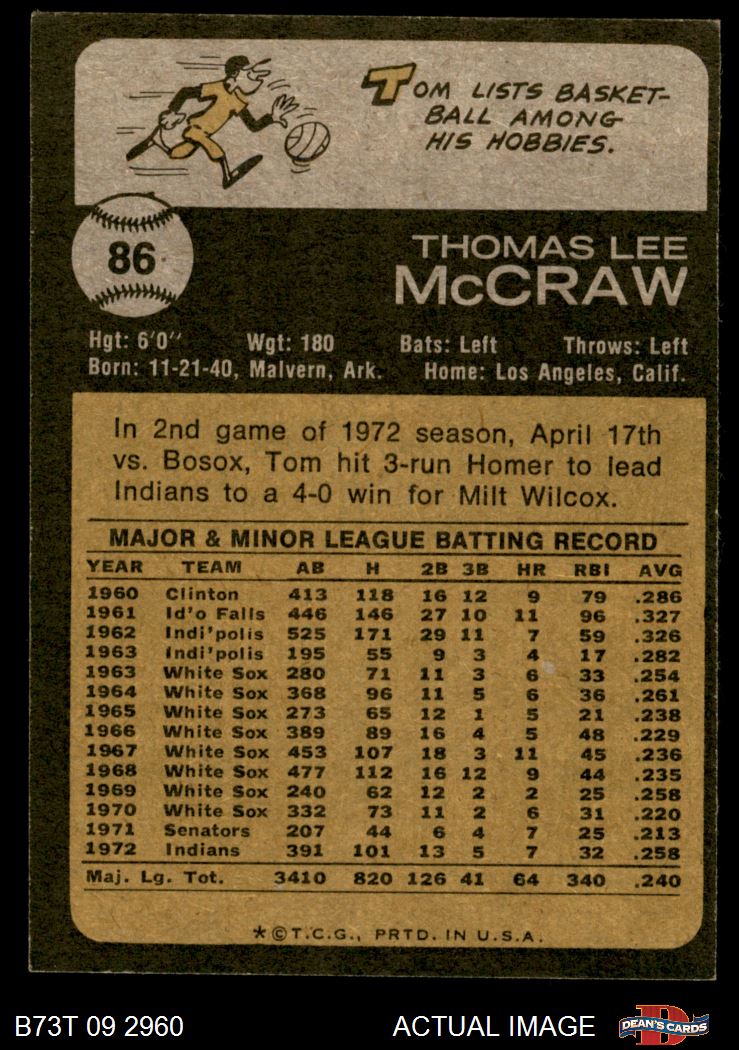 TOM LISTS BASKET-
BALL AMONG
HIS HOBBIES.
86
THOMAS LEE
McCRAW
Hgt: 6'0" Wgt: 180 Bats: Left Throws: Left
Born: 11-21-40, Malvern, Ark. Home: Los Angeles, Calif.
In 2nd game of 1972 season, April 17th
vs. Bosox, Tom hit 3-run Homer to lead
Indians to a 4-0 win for Milt Wilcox.
MAJOR & MINOR LEAGUE BATTING RECORD
YEAR TEAM AB H 2B 3B HR RBI AVG
1960 Clinton 413 118 16 12 9 79 .286
1961 Id'o Falls 446 146 27 10 11 96 .327
1962 Indi'polis 525 171 29 11 7 59 .326
1963 Indi'polis 195 55 9 3 4 17 .282
1963 White Sox 280 71 11 3 6 33 .254
1964 White Sox 368 96 11 5 6 36 .261
1965 White Sox 273 65 12 1 5 21 .238
1966 White Sox 389 89 16 4 5 48 .229
1967 White Sox 453 107 18 3 11 45 .236
1968 White Sox 477 112 16 12 9 44 .235
1969 White Sox 240 62 12 2 2 25 .258
1970 White Sox 332 73 11 2 6 31 .220
1971 Senators 207 44 6 4 7 25 .213
1972 Indians 391 101 13 5 7 32 .258
Maj. Lg. Tot. 3410 820 126 41 64 340 .240
*©T.C.G., PRTD. IN U.S.A.
B73T 09 2960 ACTUAL IMAGE D DEAN'S CARDS